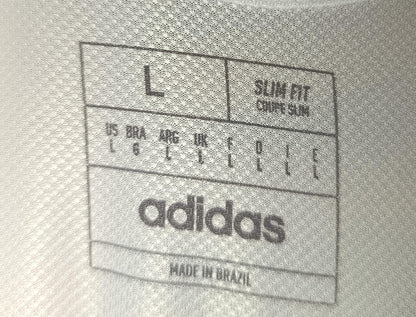 L
SLIM FIT
COUPE SLIM
US BRA ARG UK F D I E
L G L L L L L L
adidas
MADE IN BRAZIL